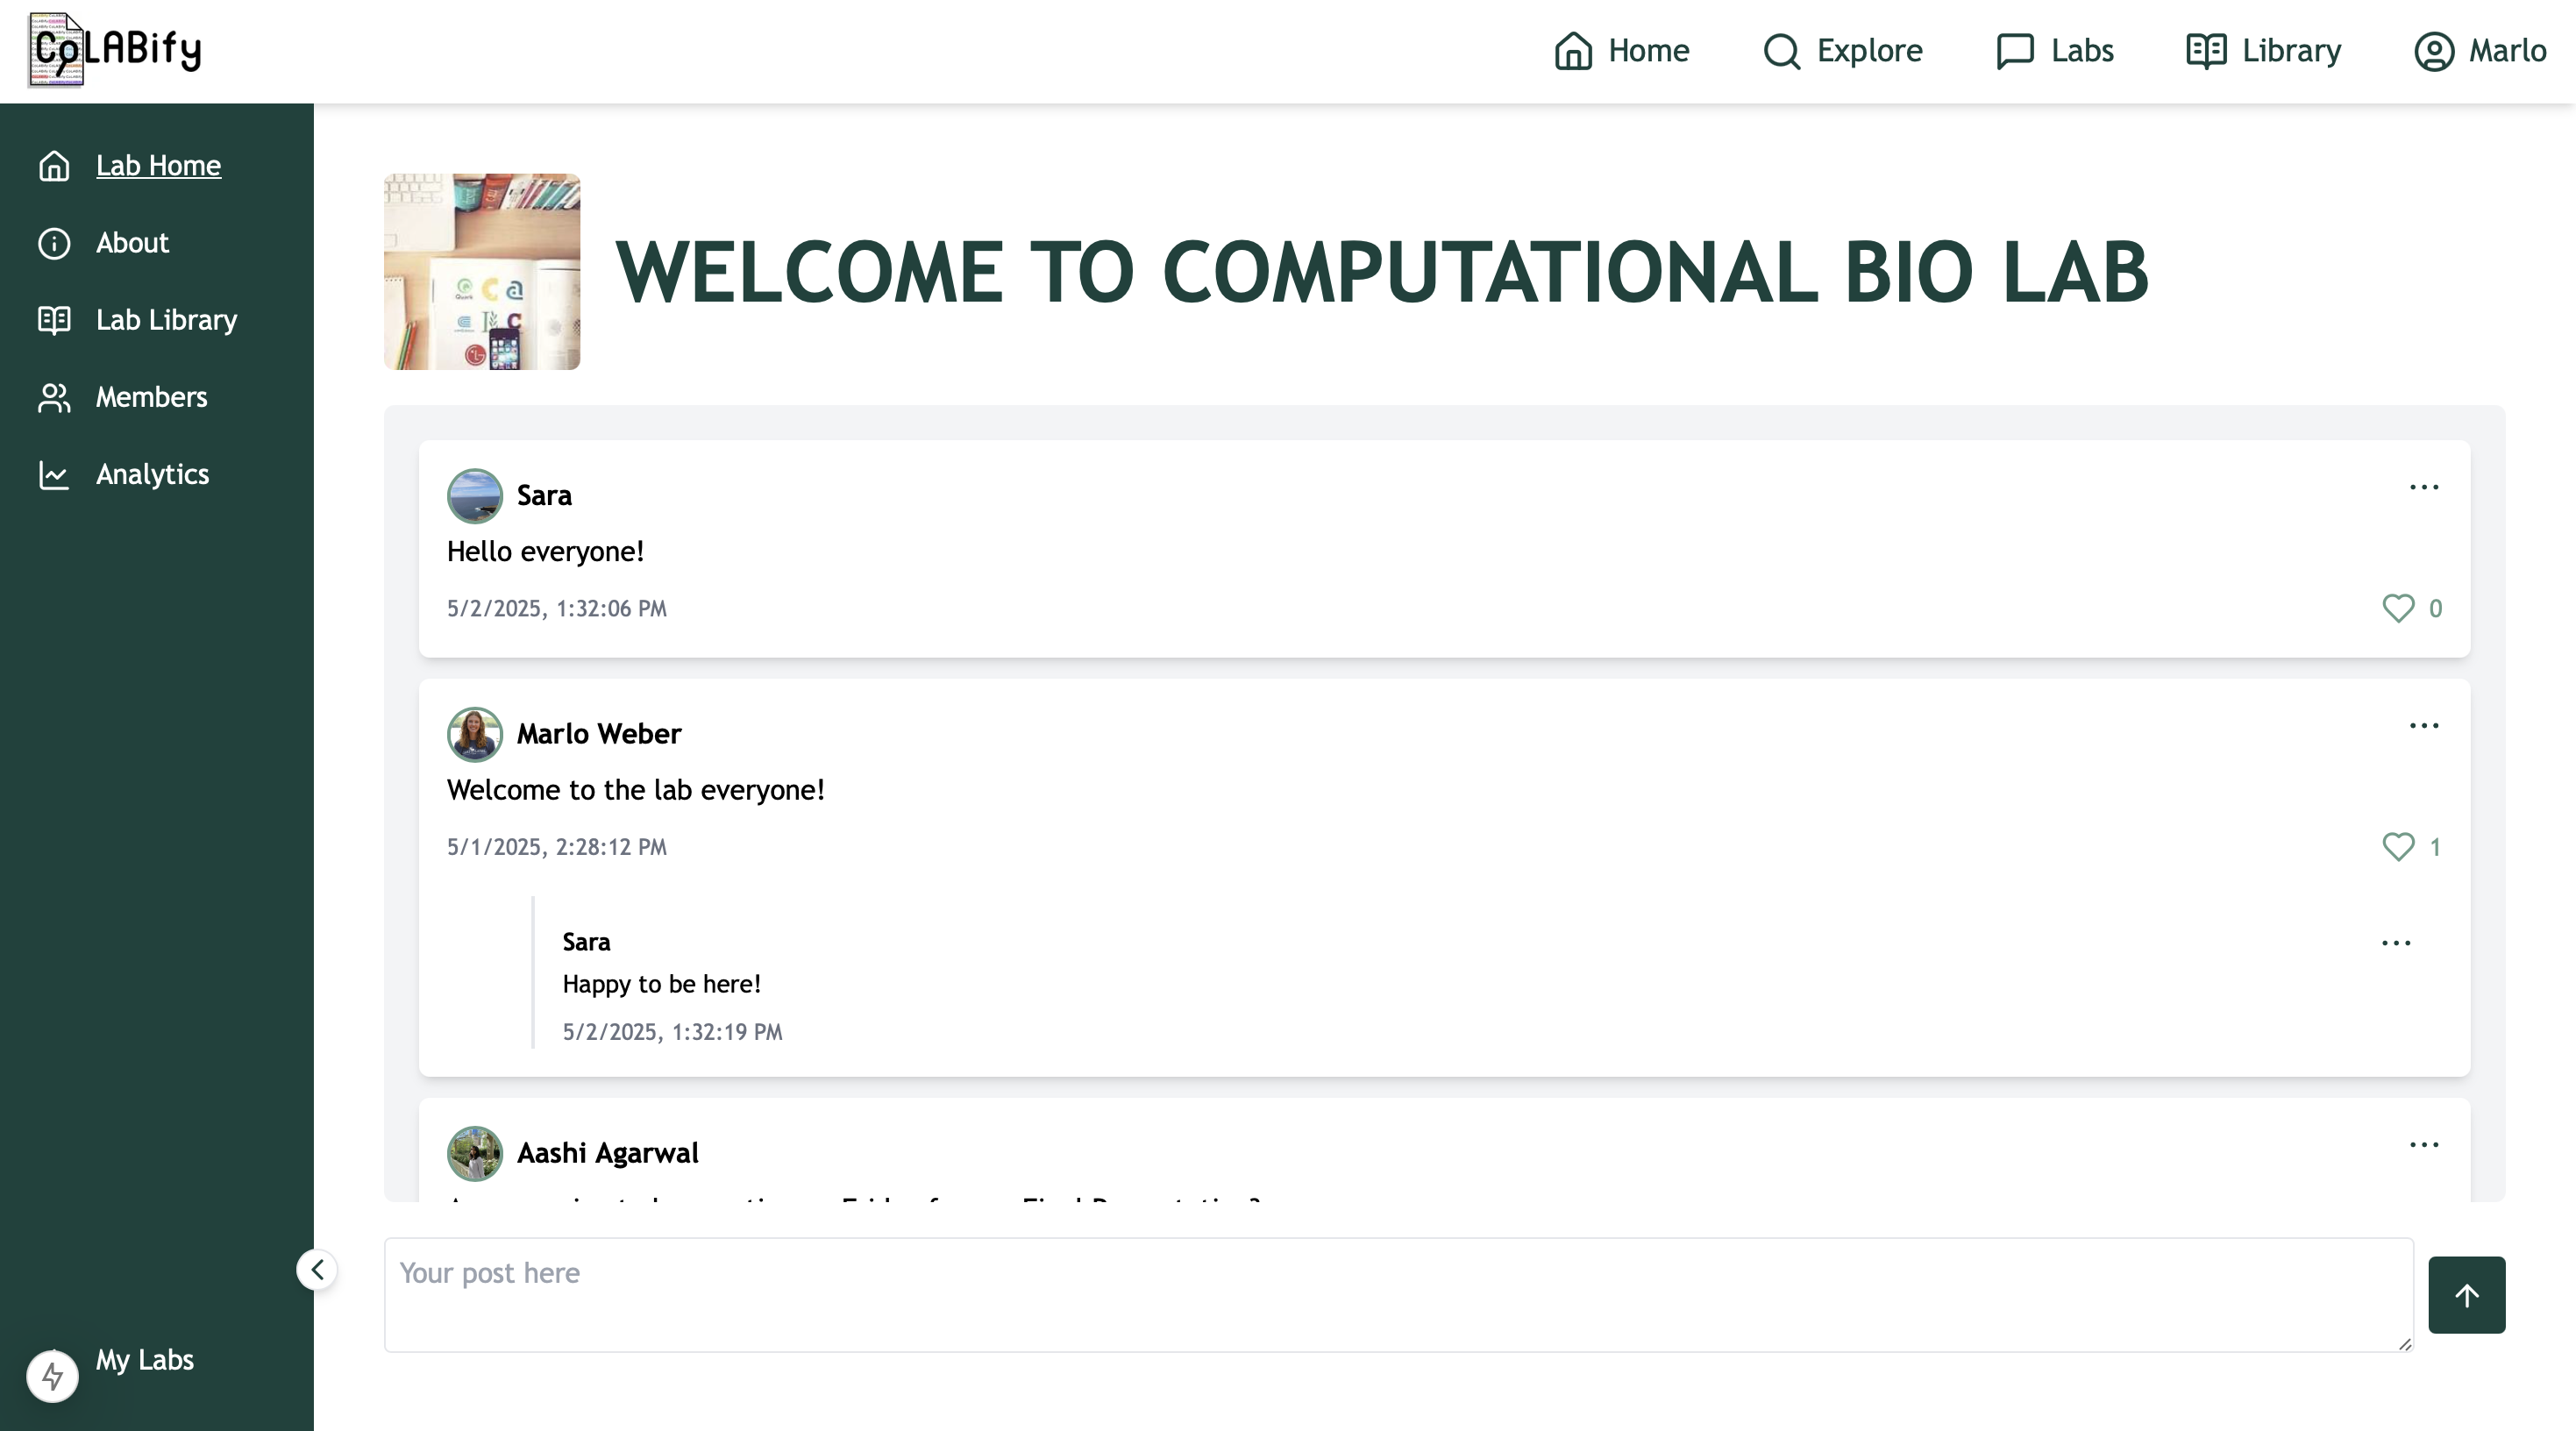 CoLABify
Home
Explore
Labs
Library
Marlo
Lab Home
About
Lab Library
Members
Analytics
My Labs
WELCOME TO COMPUTATIONAL BIO LAB
Sara
Hello everyone!
5/2/2025, 1:32:06 PM
0
Marlo Weber
Welcome to the lab everyone!
5/1/2025, 2:28:12 PM
1
Sara
Happy to be here!
5/2/2025, 1:32:19 PM
Aashi Agarwal
Your post here